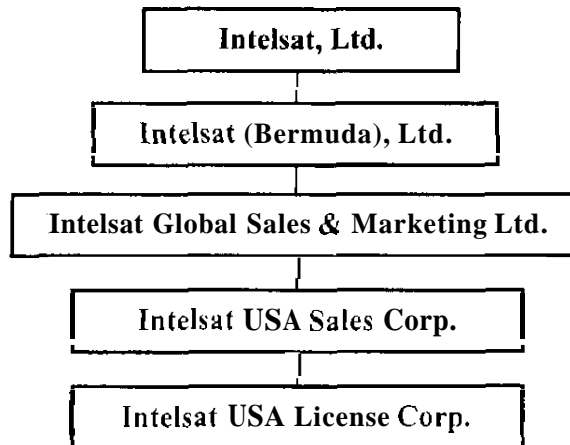 Intelsat, Ltd.
Intelsat (Bermuda), Ltd.
Intelsat Global Sales & Marketing Ltd.
Intelsat USA Sales Corp.
Intelsat USA License Corp.